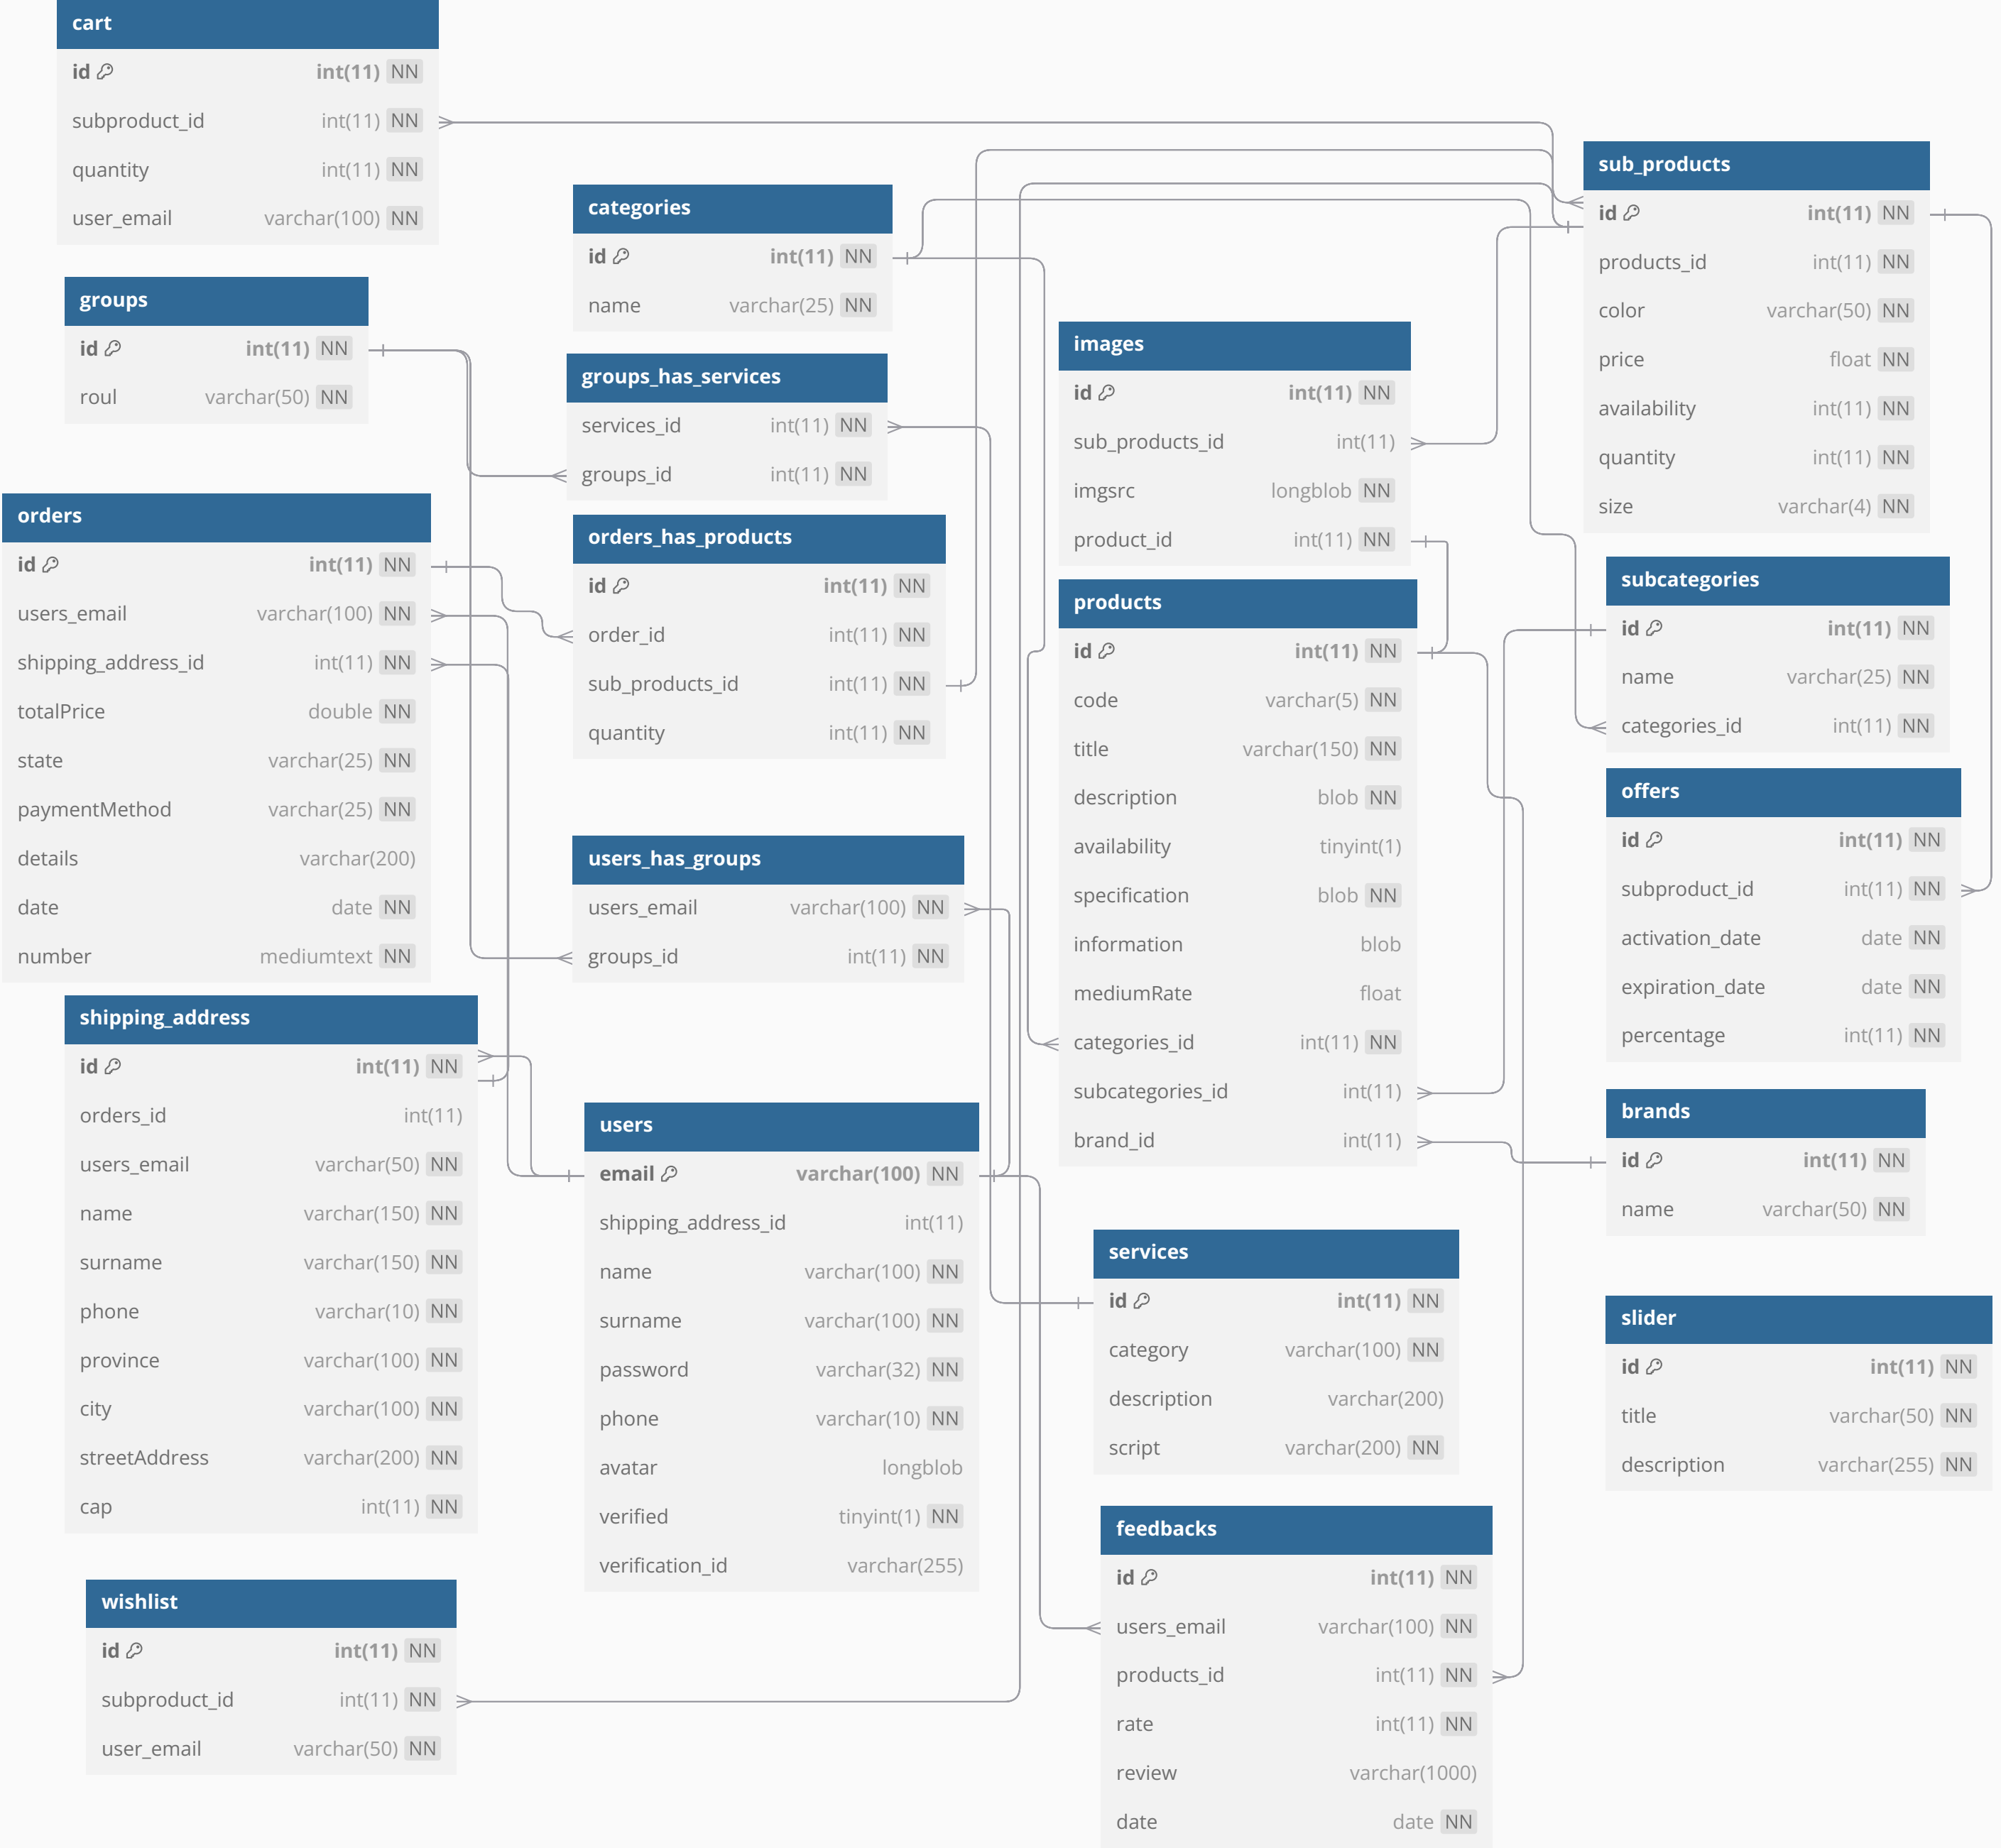 cart
id int(11) NN
subproduct_id int(11) NN
quantity int(11) NN
user_email varchar(100) NN
groups
id int(11) NN
roul varchar(50) NN
orders
id int(11) NN
users_email varchar(100) NN
shipping_address_id int(11) NN
totalPrice double NN
state varchar(25) NN
paymentMethod varchar(25) NN
details varchar(200)
date date NN
number mediumtext NN
shipping_address
id int(11) NN
orders_id int(11)
users_email varchar(50) NN
name varchar(150) NN
surname varchar(150) NN
phone varchar(10) NN
province varchar(100) NN
city varchar(100) NN
streetAddress varchar(200) NN
cap int(11) NN
wishlist
id int(11) NN
subproduct_id int(11) NN
user_email varchar(50) NN
categories
id int(11) NN
name varchar(25) NN
groups_has_services
services_id int(11) NN
groups_id int(11) NN
orders_has_products
id int(11) NN
order_id int(11) NN
sub_products_id int(11) NN
quantity int(11) NN
users_has_groups
users_email varchar(100) NN
groups_id int(11) NN
users
email varchar(100) NN
shipping_address_id int(11)
name varchar(100) NN
surname varchar(100) NN
password varchar(32) NN
phone varchar(10) NN
avatar longblob
verified tinyint(1) NN
verification_id varchar(255)
images
id int(11) NN
sub_products_id int(11)
imgsrc longblob NN
product_id int(11) NN
products
id int(11) NN
code varchar(5) NN
title varchar(150) NN
description blob NN
availability tinyint(1)
specification blob NN
information blob
mediumRate float
categories_id int(11) NN
subcategories_id int(11)
brand_id int(11)
services
id int(11) NN
category varchar(100) NN
description varchar(200)
script varchar(200) NN
feedbacks
id int(11) NN
users_email varchar(100) NN
products_id int(11) NN
rate int(11) NN
review varchar(1000)
date date NN
sub_products
id int(11) NN
products_id int(11) NN
color varchar(50) NN
price float NN
availability int(11) NN
quantity int(11) NN
size varchar(4) NN
subcategories
id int(11) NN
name varchar(25) NN
categories_id int(11) NN
offers
id int(11) NN
subproduct_id int(11) NN
activation_date date NN
expiration_date date NN
percentage int(11) NN
brands
id int(11) NN
name varchar(50) NN
slider
id int(11) NN
title varchar(50) NN
description varchar(255) NN